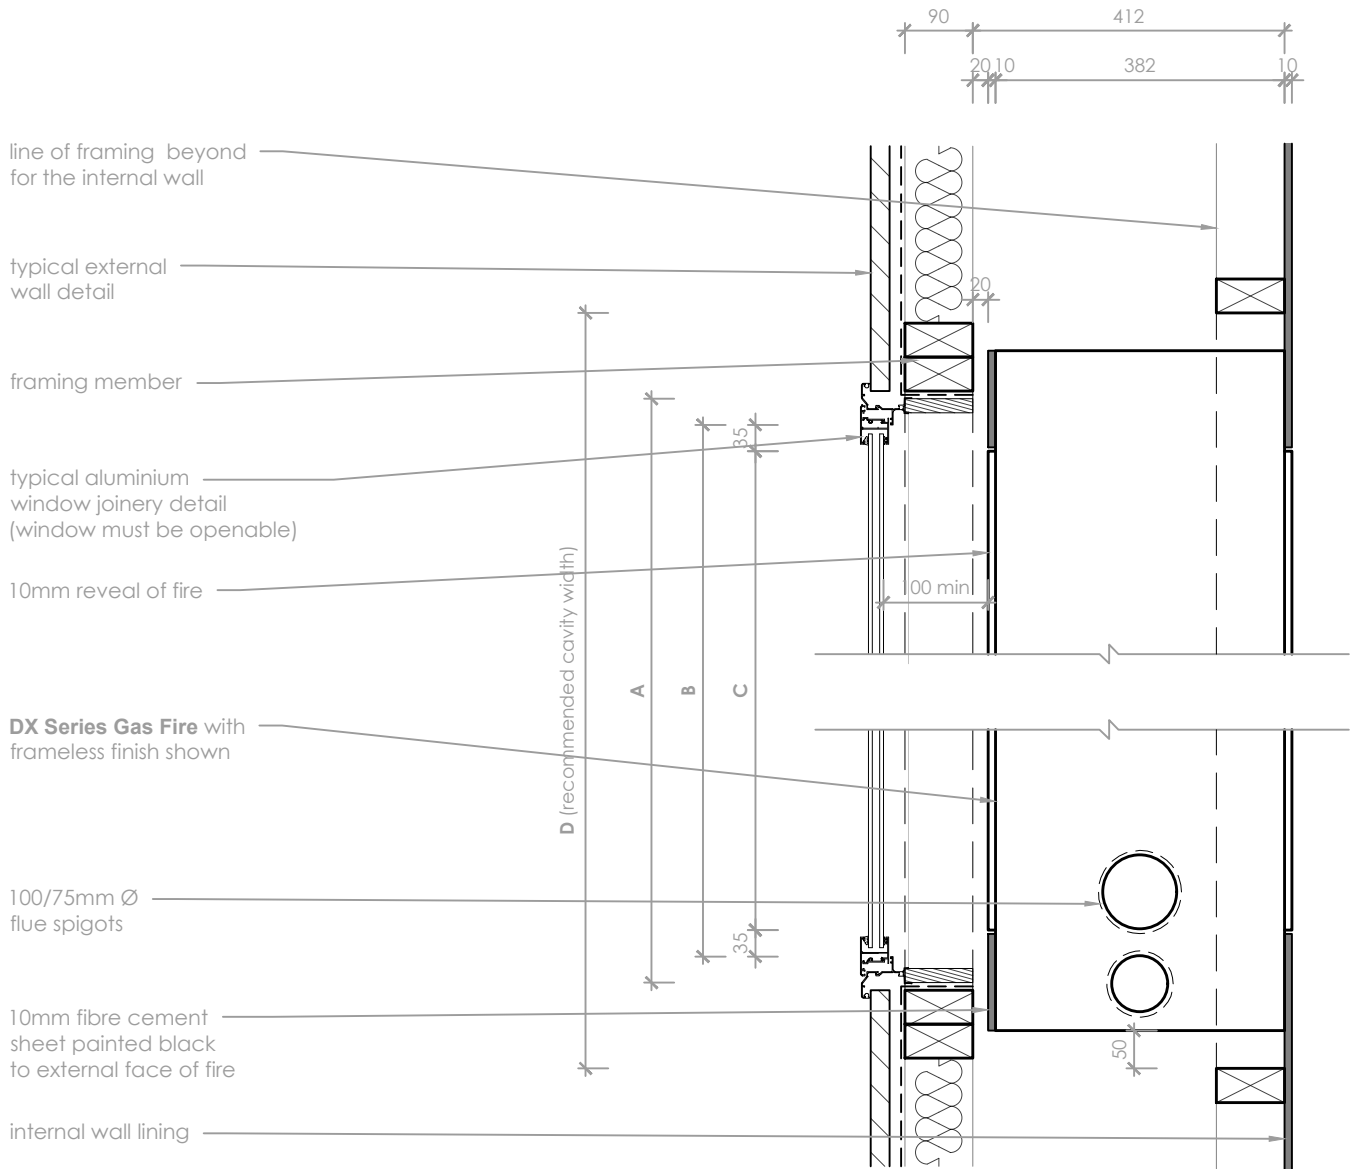 90
412
20
10
382
10
line of framing beyond
for the internal wall
typical external
wall detail
20
framing member
35
typical aluminium
window joinery detail
(window must be openable)
10mm reveal of fire
100 min
D (recommended cavity width)
A
B
C
DX Series Gas Fire with
frameless finish shown
100/75mm Ø
flue spigots
35
10mm fibre cement
sheet painted black
to external face of fire
50
internal wall lining